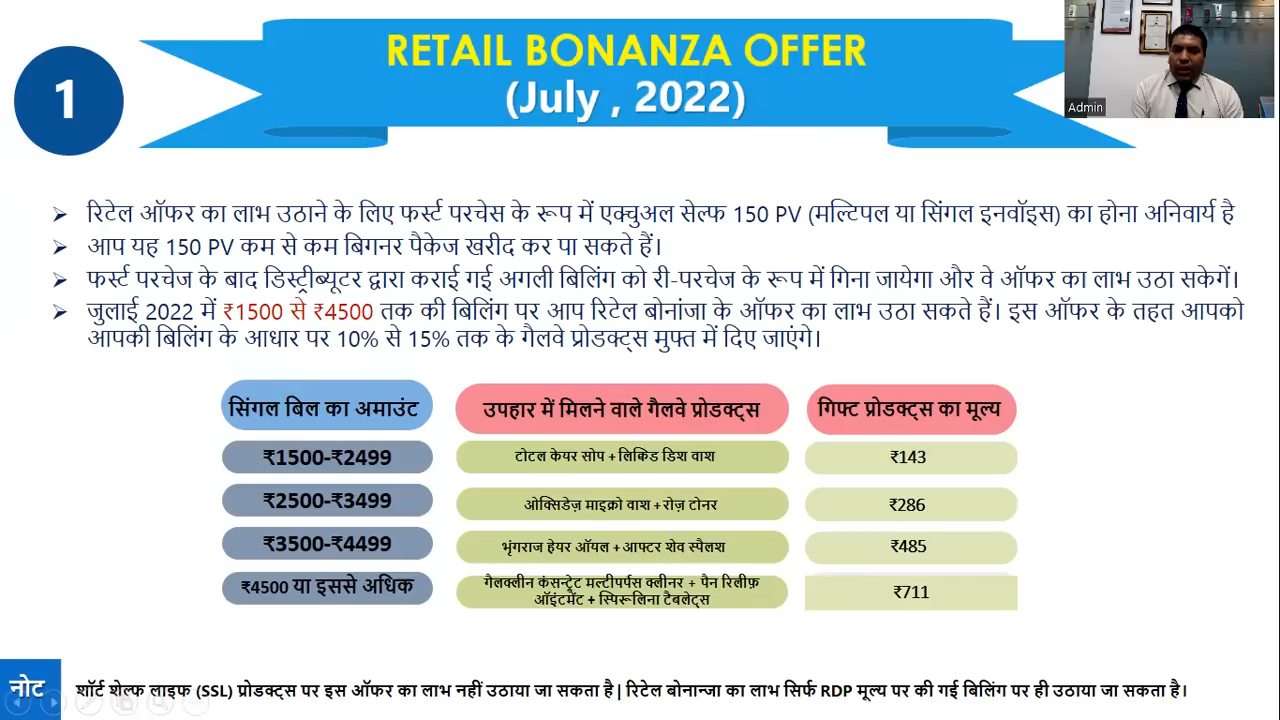 1
RETAIL BONANZA OFFER
(July , 2022)
Admin
रिटेल ऑफर का लाभ उठाने के लिए फर्स्ट परचेस के रूप में एक्चुअल सेल्फ 150 PV (मल्टिपल या सिंगल इनवॉइस) का होना अनिवार्य है
आप यह 150 PV कम से कम बिगनर पैकेज खरीद कर पा सकते हैं।
फर्स्ट परचेज के बाद डिस्ट्रीब्यूटर द्वारा कराई गई अगली बिलिंग को री-परचेज के रूप में गिना जायेगा और वे ऑफर का लाभ उठा सकेगें।
जुलाई 2022 में ₹1500 से ₹4500 तक की बिलिंग पर आप रिटेल बोनांजा के ऑफर का लाभ उठा सकते हैं। इस ऑफर के तहत आपको
आपकी बिलिंग के आधार पर 10% से 15% तक के गैलवे प्रोडक्ट्स मुफ्त में दिए जाएंगे।
सिंगल बिल का अमाउंट उपहार में मिलने वाले गैलवे प्रोडक्ट्स गिफ्ट प्रोडक्ट्स का मूल्य
₹1500-₹2499 टोटल केयर सोप + लिकिड डिश वाश ₹143
₹2500-₹3499 ओक्सिडेज़ माइक्रो वाश + रोज़ टोनर ₹286
₹3500-₹4499 भृंगराज हेयर ऑयल + आफ्टर शेव स्पैलश ₹485
₹4500 या इससे अधिक गैलक्लीन कंसन्ट्रेट मल्टीपर्पस क्लीनर + पैन रिलीफ़ ₹711
ऑइंटमेंट + स्पिरूलिना टैबलेट्स
नोट
शॉर्ट शेल्फ लाइफ (SSL) प्रोडक्ट्स पर इस ऑफर का लाभ नहीं उठाया जा सकता है | रिटेल बोनान्जा का लाभ सिर्फ RDP मूल्य पर की गई बिलिंग पर ही उठाया जा सकता है।